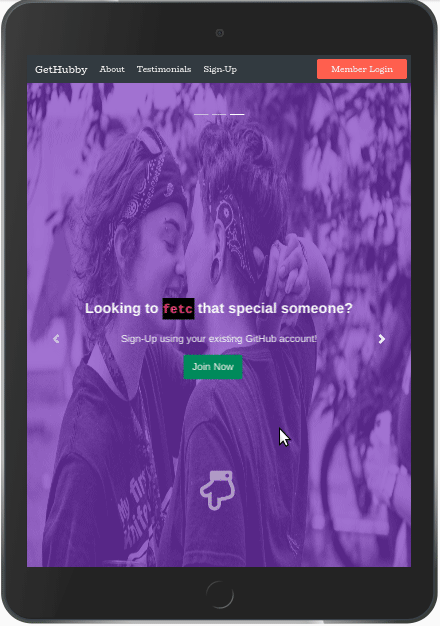 GetHubby About Testimonials Sign-Up Member Login
Looking to fetc that special someone?
Sign-Up using your existing GitHub account!
Join Now